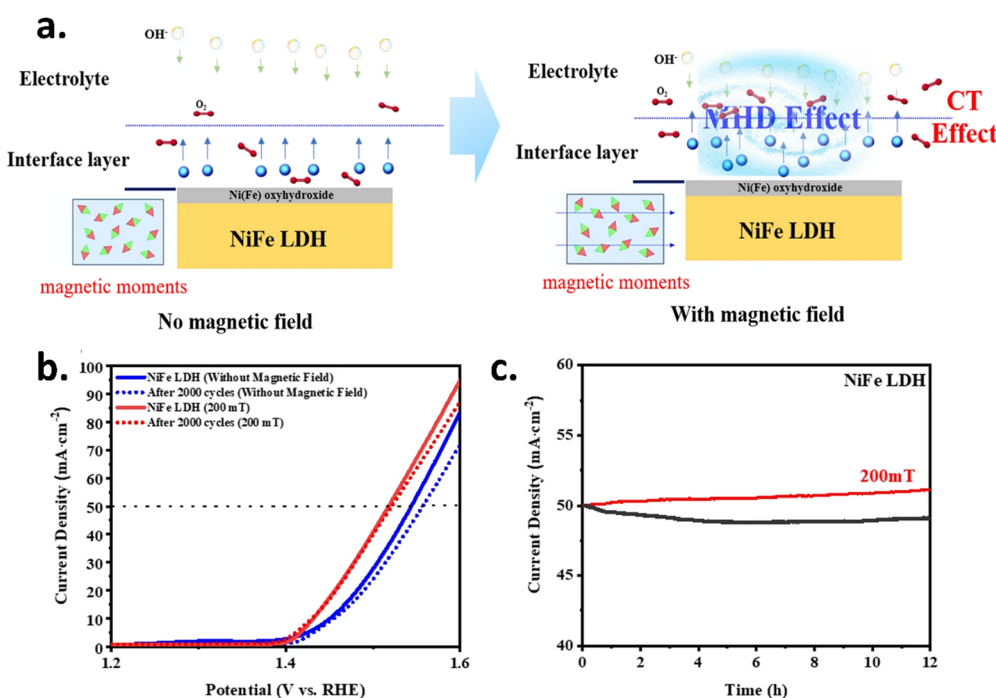 a.
OH-
Electrolyte
O2
Interface layer
Ni(Fe) oxyhydroxide
NiFe LDH
magnetic moments
No magnetic field
OH-
Electrolyte
O2
MHD Effect
CT
Effect
Interface layer
Ni(Fe) oxyhydroxide
NiFe LDH
magnetic moments
With magnetic field
b.
NiFe LDH (Without Magnetic Field)
After 2000 cycles (Without Magnetic Field)
NiFe LDH (200 mT)
After 2000 cycles (200 mT)
100
90
80
70
60
50
40
30
20
10
0
Current Density (mA·cm⁻²)
1.2
1.4
1.6
Potential (V vs. RHE)
c.
NiFe LDH
200mT
60
55
50
45
40
Current Density (mA·cm⁻²)
0
2
4
6
8
10
12
Time (h)